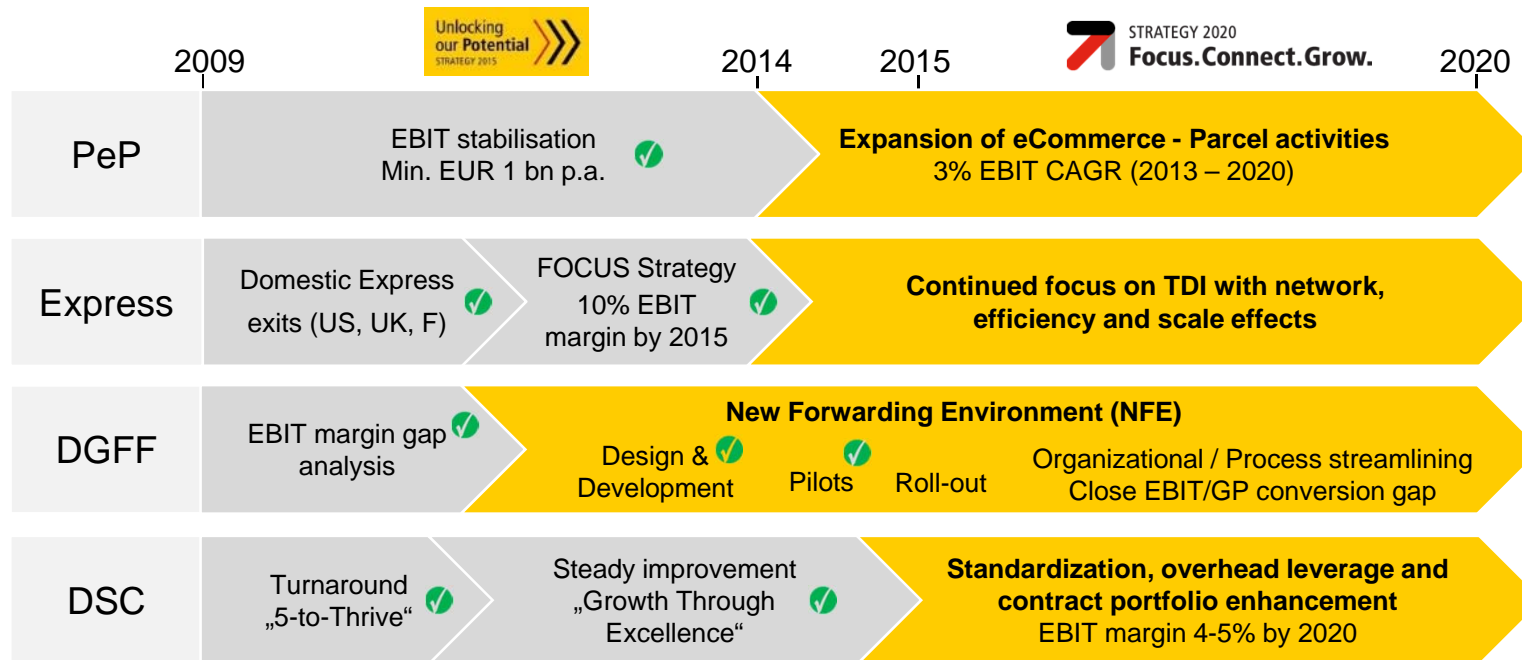 Unlocking
our Potential
STRATEGY 2015
STRATEGY 2020
Focus.Connect.Grow.
2009
2014
2015
2020
PeP
EBIT stabilisation
Min. EUR 1 bn p.a.
Expansion of eCommerce - Parcel activities
3% EBIT CAGR (2013 – 2020)
Express
Domestic Express
exits (US, UK, F)
FOCUS Strategy
10% EBIT
margin by 2015
Continued focus on TDI with network,
efficiency and scale effects
DGFF
EBIT margin gap
analysis
New Forwarding Environment (NFE)
Design &
Development
Pilots
Roll-out
Organizational / Process streamlining
Close EBIT/GP conversion gap
DSC
Turnaround
„5-to-Thrive“
Steady improvement
„Growth Through
Excellence“
Standardization, overhead leverage and
contract portfolio enhancement
EBIT margin 4-5% by 2020